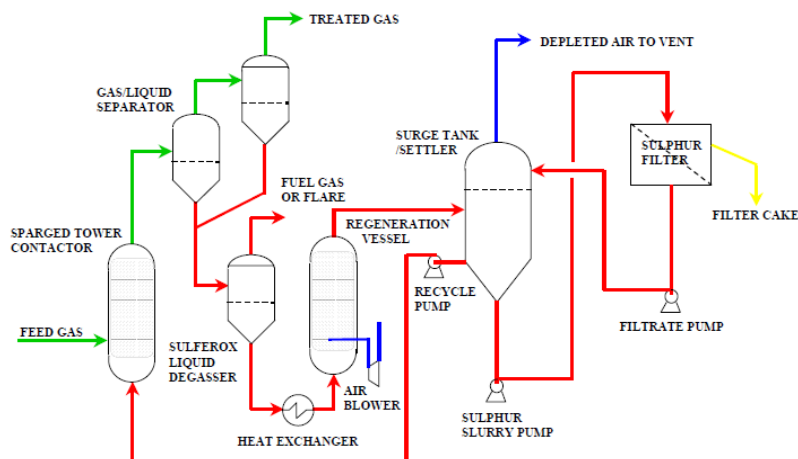 TREATED GAS
DEPLETED AIR TO VENT
GAS/LIQUID
SEPARATOR
SURGE TANK
/SETTLER
SULPHUR
FILTER
FUEL GAS
OR FLARE
REGENERATION
VESSEL
FILTER CAKE
SPARGED TOWER
CONTACTOR
RECYCLE
PUMP
FEED GAS
FILTRATE PUMP
SULFEROX
LIQUID
DEGASSER
AIR
BLOWER
SULPHUR
SLURRY PUMP
HEAT EXCHANGER